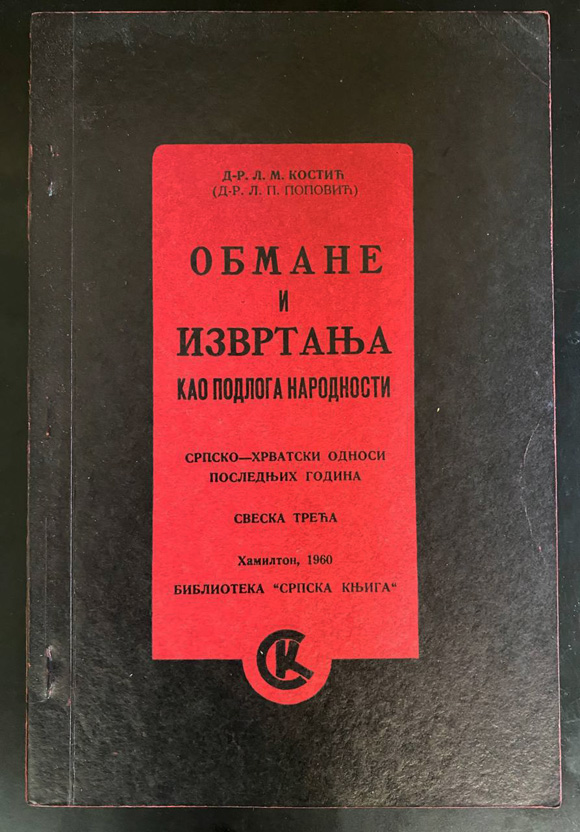 Д-Р. Л. М. КОСТИЋ
(Д-Р. Л. П. ПОПОВИЋ)
ОБМАНЕ
И
ИЗВРТАЊА
КАО ПОДЛОГА НАРОДНОСТИ
СРПСКО—ХРВАТСКИ ОДНОСИ
ПОСЛЕДЊИХ ГОДИНА
СВЕСКА ТРЕЋА
Хамилтон, 1960
БИБЛИОТЕКА "СРПСКА КЊИГА"
СК